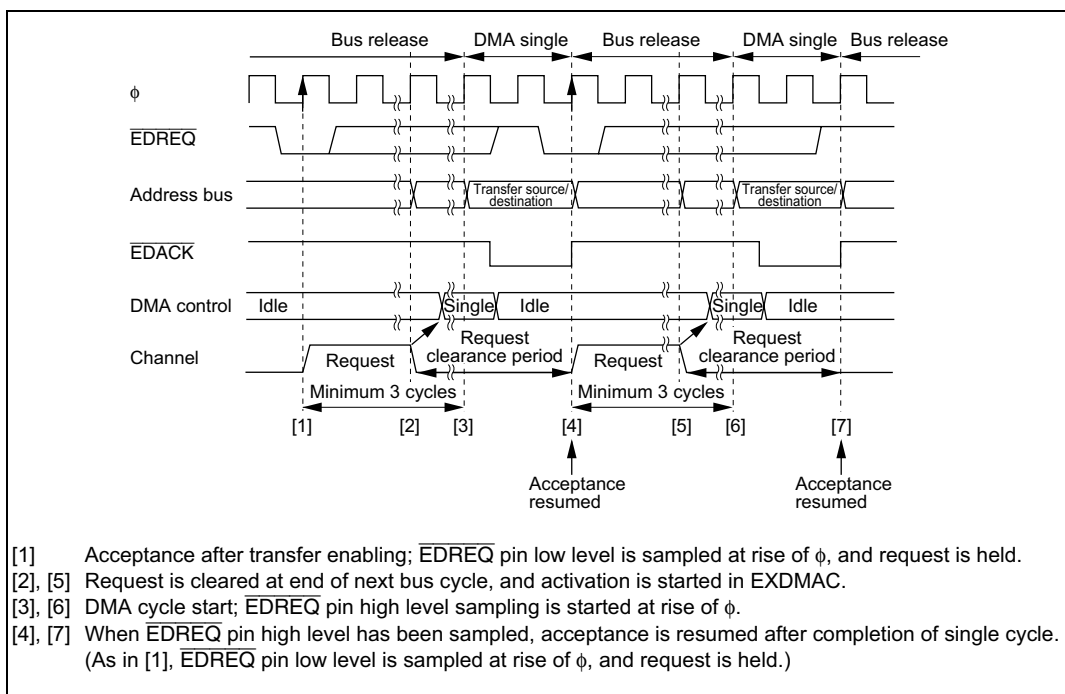 Bus release DMA single Bus release DMA single Bus release
φ
EDREQ
Address bus
Transfer source/
destination
Transfer source/
destination
EDACK
DMA control Idle Single Idle Single Idle
Channel Request Request
clearance period Request Request
clearance period
Minimum 3 cycles Minimum 3 cycles
[1] [2] [3] [4] [5] [6] [7]
Acceptance
resumed
Acceptance
resumed
[1] Acceptance after transfer enabling; EDREQ pin low level is sampled at rise of φ, and request is held.
[2], [5] Request is cleared at end of next bus cycle, and activation is started in EXDMAC.
[3], [6] DMA cycle start; EDREQ pin high level sampling is started at rise of φ.
[4], [7] When EDREQ pin high level has been sampled, acceptance is resumed after completion of single cycle.
(As in [1], EDREQ pin low level is sampled at rise of φ, and request is held.)